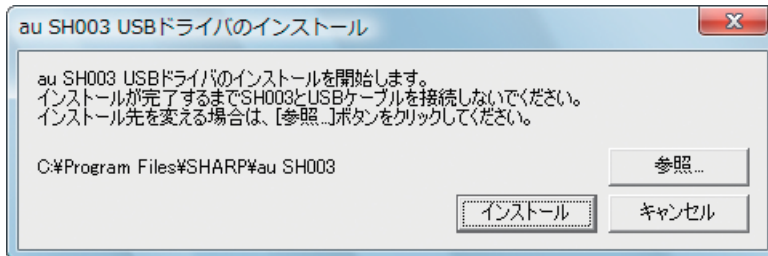 au SH003 USBドライバのインストール
au SH003 USBドライバのインストールを開始します。
インストールが完了するまでSH003とUSBケーブルを接続しないでください。
インストール先を変える場合は、[参照...]ボタンをクリックしてください。
C:¥Program Files¥SHARP¥au SH003
参照...
インストール
キャンセル